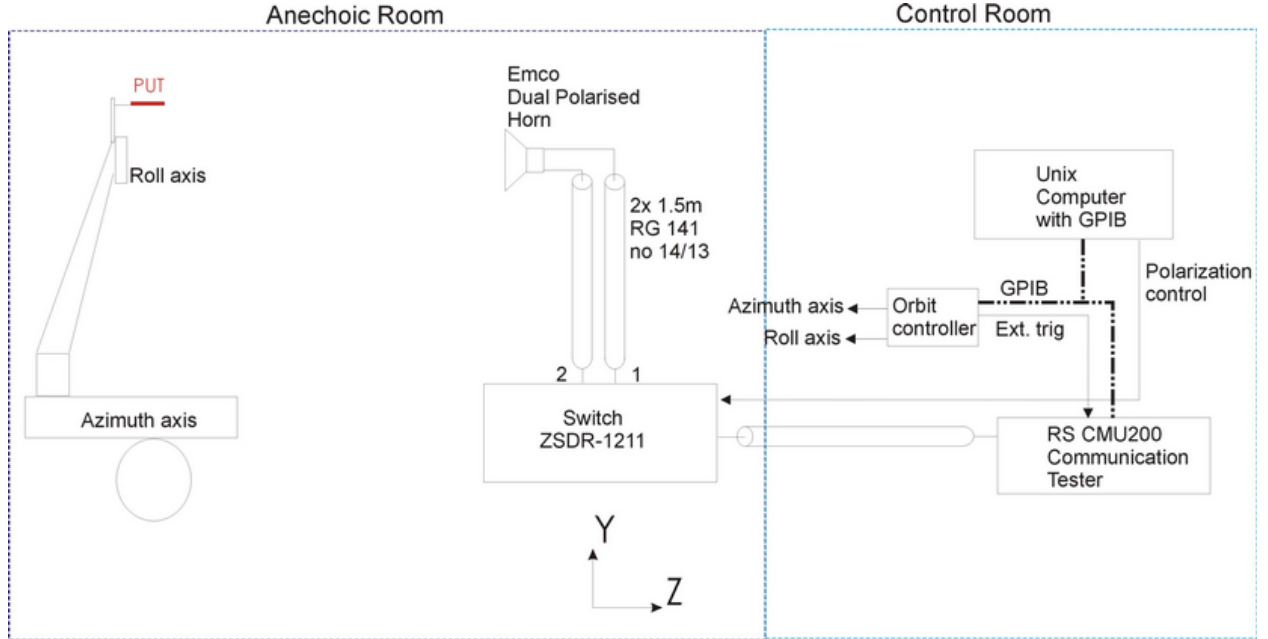 Anechoic Room
Control Room
PUT
Roll axis
Azimuth axis
Emco
Dual Polarised
Horn
2x 1.5m
RG 141
no 14/13
2
1
Switch
ZSDR-1211
Y
Z
Unix
Computer
with GPIB
Polarization
control
GPIB
Azimuth axis
Orbit
controller
Roll axis
Ext. trig
RS CMU200
Communication
Tester